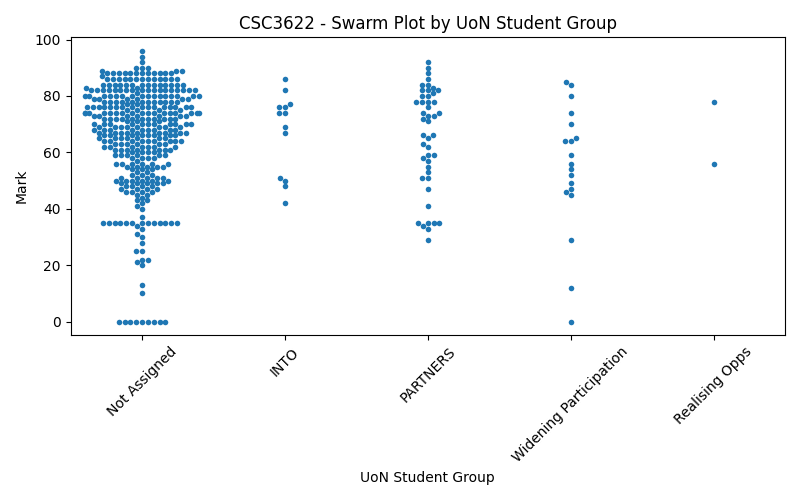 CSC3622 - Swarm Plot by UoN Student Group
100
80
60
40
20
0
Mark
Not Assigned
INTO
PARTNERS
Widening Participation
Realising Opps
UoN Student Group